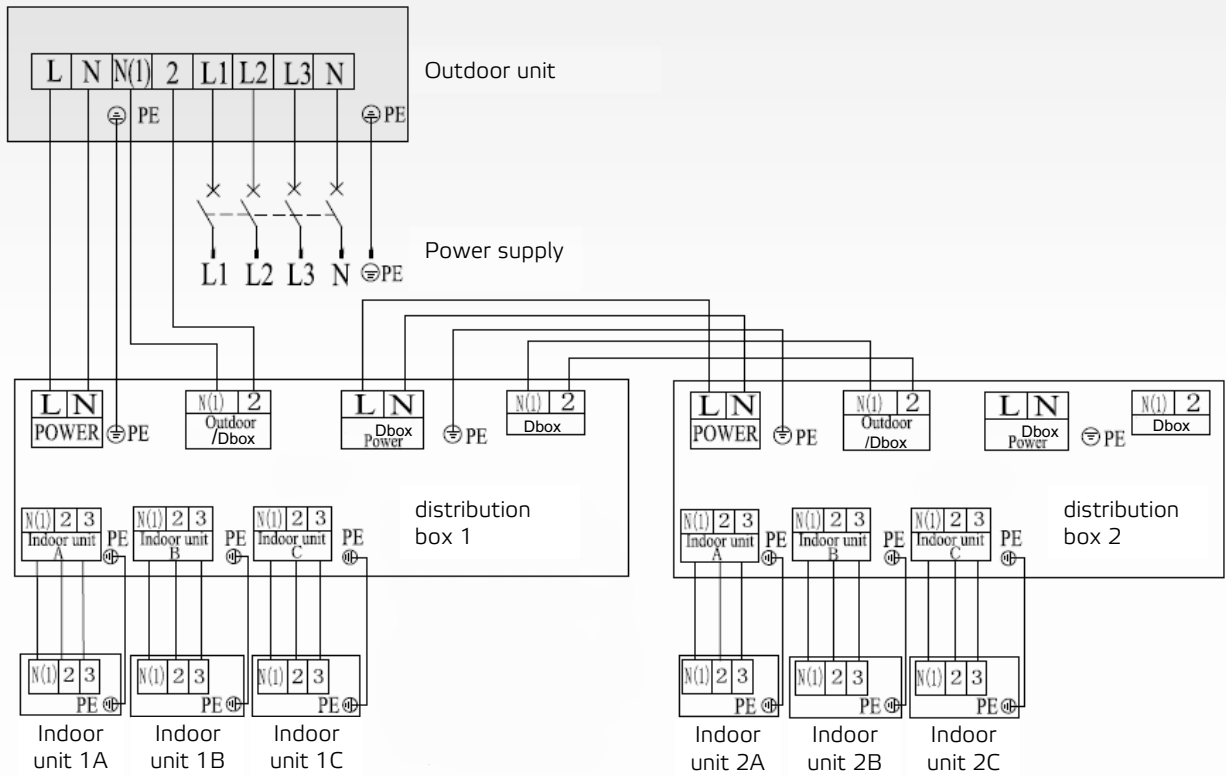 L N N(1) 2 L1 L2 L3 N
Outdoor unit
PE PE
Power supply
L1 L2 L3 N PE
L N
POWER
PE
N(1) 2
Outdoor
/Dbox
L N
Dbox
Power
PE
N(1) 2
Dbox
distribution
box 1
N(1) 2 3
Indoor unit
A
PE
N(1) 2 3
Indoor unit
B
PE
N(1) 2 3
Indoor unit
C
PE
N(1) 2 3
PE
Indoor
unit 1A
N(1) 2 3
PE
Indoor
unit 1B
N(1) 2 3
PE
Indoor
unit 1C
L N
POWER
PE
N(1) 2
Outdoor
/Dbox
L N
Dbox
Power
PE
N(1) 2
Dbox
distribution
box 2
N(1) 2 3
Indoor unit
A
PE
N(1) 2 3
Indoor unit
B
PE
N(1) 2 3
Indoor unit
C
PE
N(1) 2 3
PE
Indoor
unit 2A
N(1) 2 3
PE
Indoor
unit 2B
N(1) 2 3
PE
Indoor
unit 2C